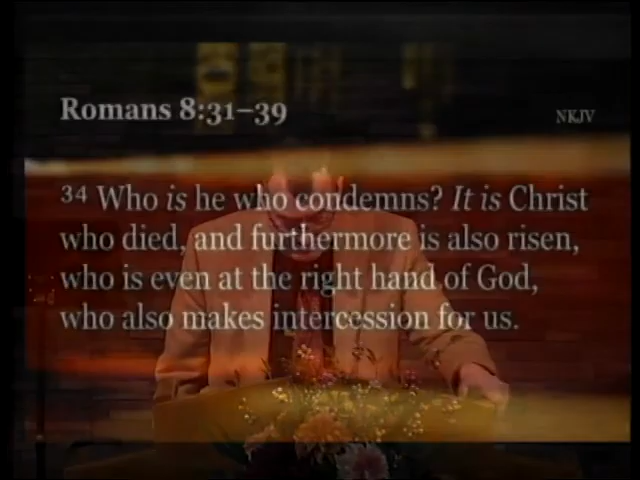 Romans 8:31–39
NKJV
34 Who is he who condemns? It is Christ
who died, and furthermore is also risen,
who is even at the right hand of God,
who also makes intercession for us.